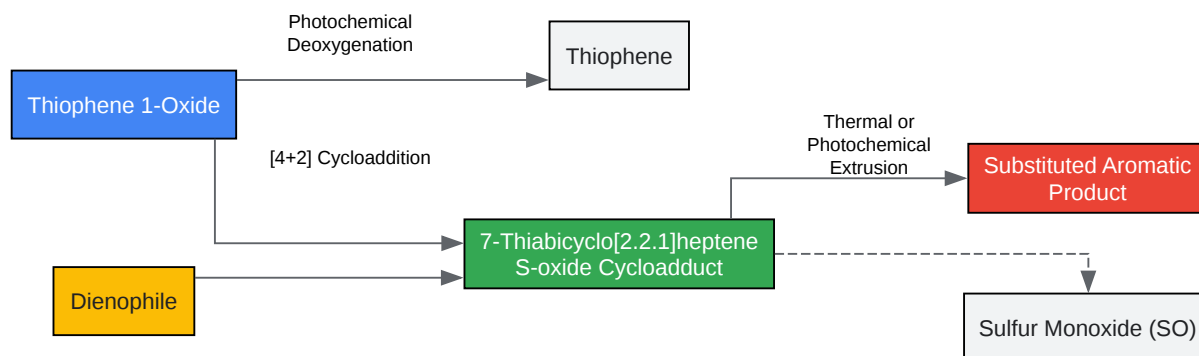 Photochemical
Deoxygenation
Thiophene
Thiophene 1-Oxide
[4+2] Cycloaddition
Thermal or
Photochemical
Extrusion
Substituted Aromatic
Product
7-Thiabicyclo[2.2.1]heptene
S-oxide Cycloadduct
Dienophile
Sulfur Monoxide (SO)